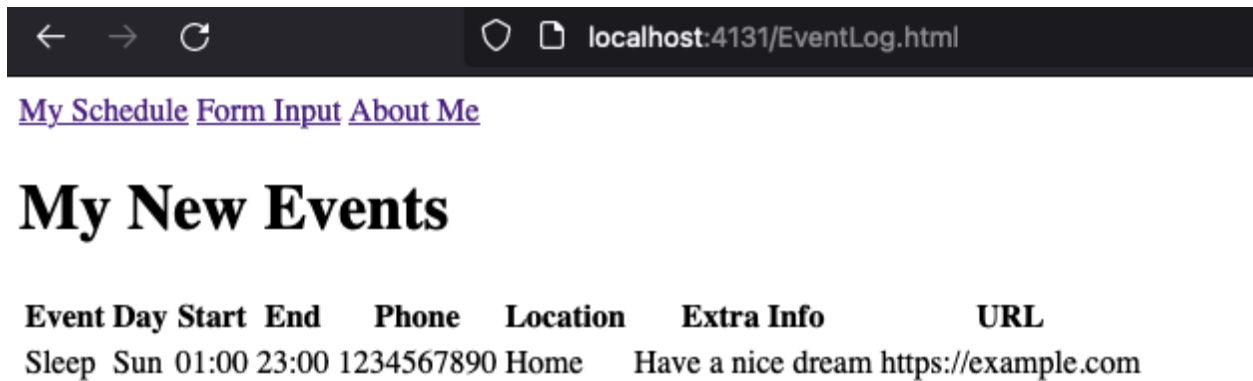 localhost:4131/EventLog.html
My Schedule Form Input About Me
My New Events
Event Day Start End Phone Location Extra Info URL
Sleep Sun 01:00 23:00 1234567890 Home Have a nice dream https://example.com